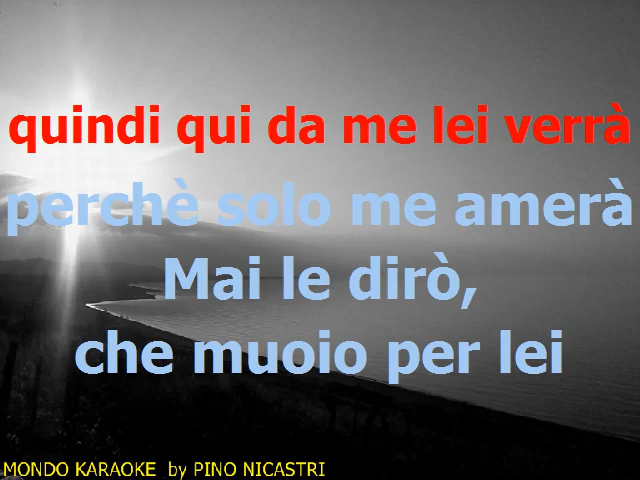 quindi qui da me lei verrà
perchè solo me amerà
Mai le dirò,
che muoio per lei
MONDO KARAOKE by PINO NICASTRI